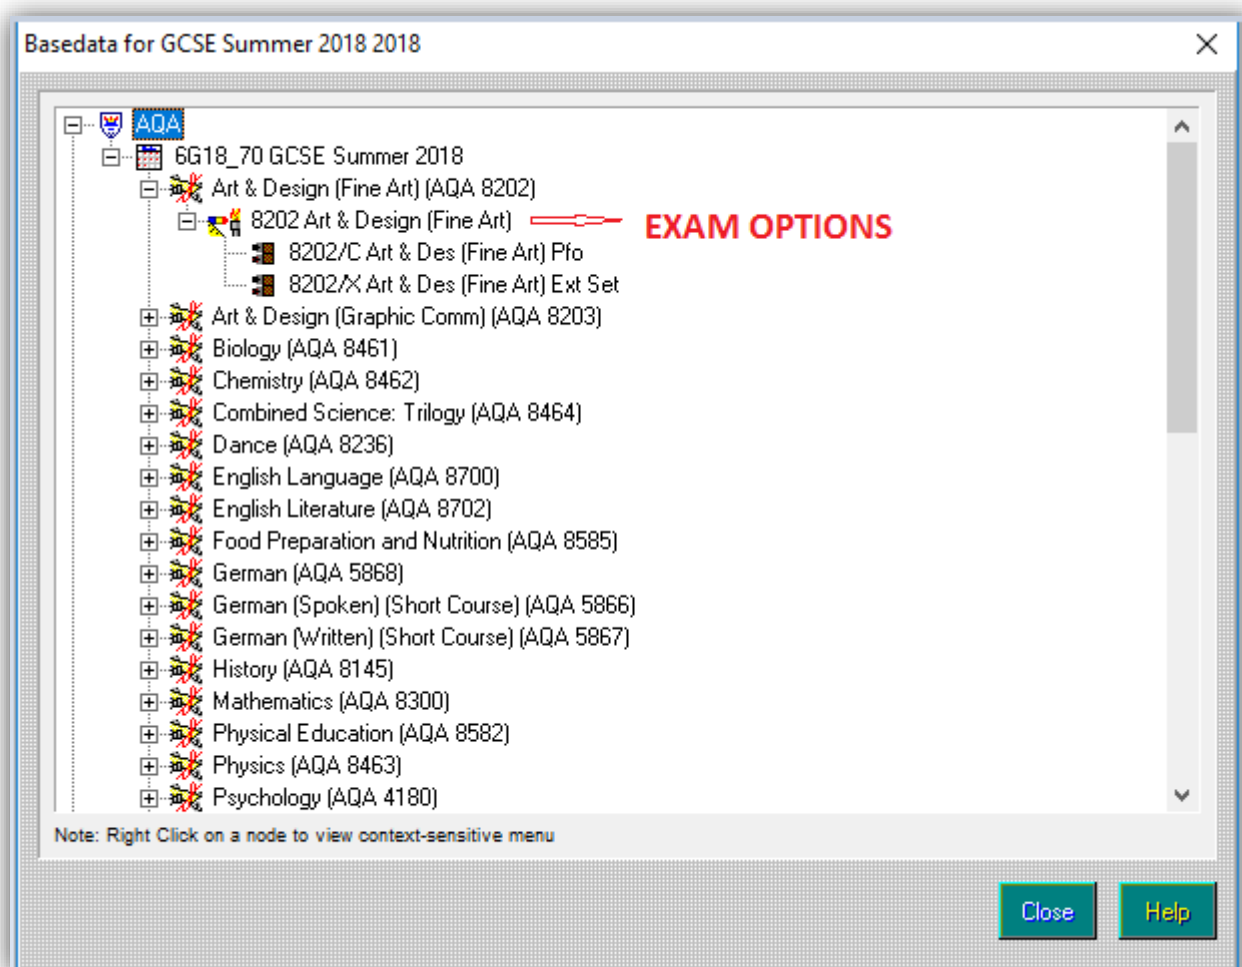 Basedata for GCSE Summer 2018 2018
AQA
6G18_70 GCSE Summer 2018
Art & Design (Fine Art) (AQA 8202)
8202 Art & Design (Fine Art)
EXAM OPTIONS
8202/C Art & Des (Fine Art) Pfo
8202/X Art & Des (Fine Art) Ext Set
Art & Design (Graphic Comm) (AQA 8203)
Biology (AQA 8461)
Chemistry (AQA 8462)
Combined Science: Trilogy (AQA 8464)
Dance (AQA 8236)
English Language (AQA 8700)
English Literature (AQA 8702)
Food Preparation and Nutrition (AQA 8585)
German (AQA 5868)
German (Spoken) (Short Course) (AQA 5866)
German (Written) (Short Course) (AQA 5867)
History (AQA 8145)
Mathematics (AQA 8300)
Physical Education (AQA 8582)
Physics (AQA 8463)
Psychology (AQA 4180)
Note: Right Click on a node to view context-sensitive menu
Close
Help